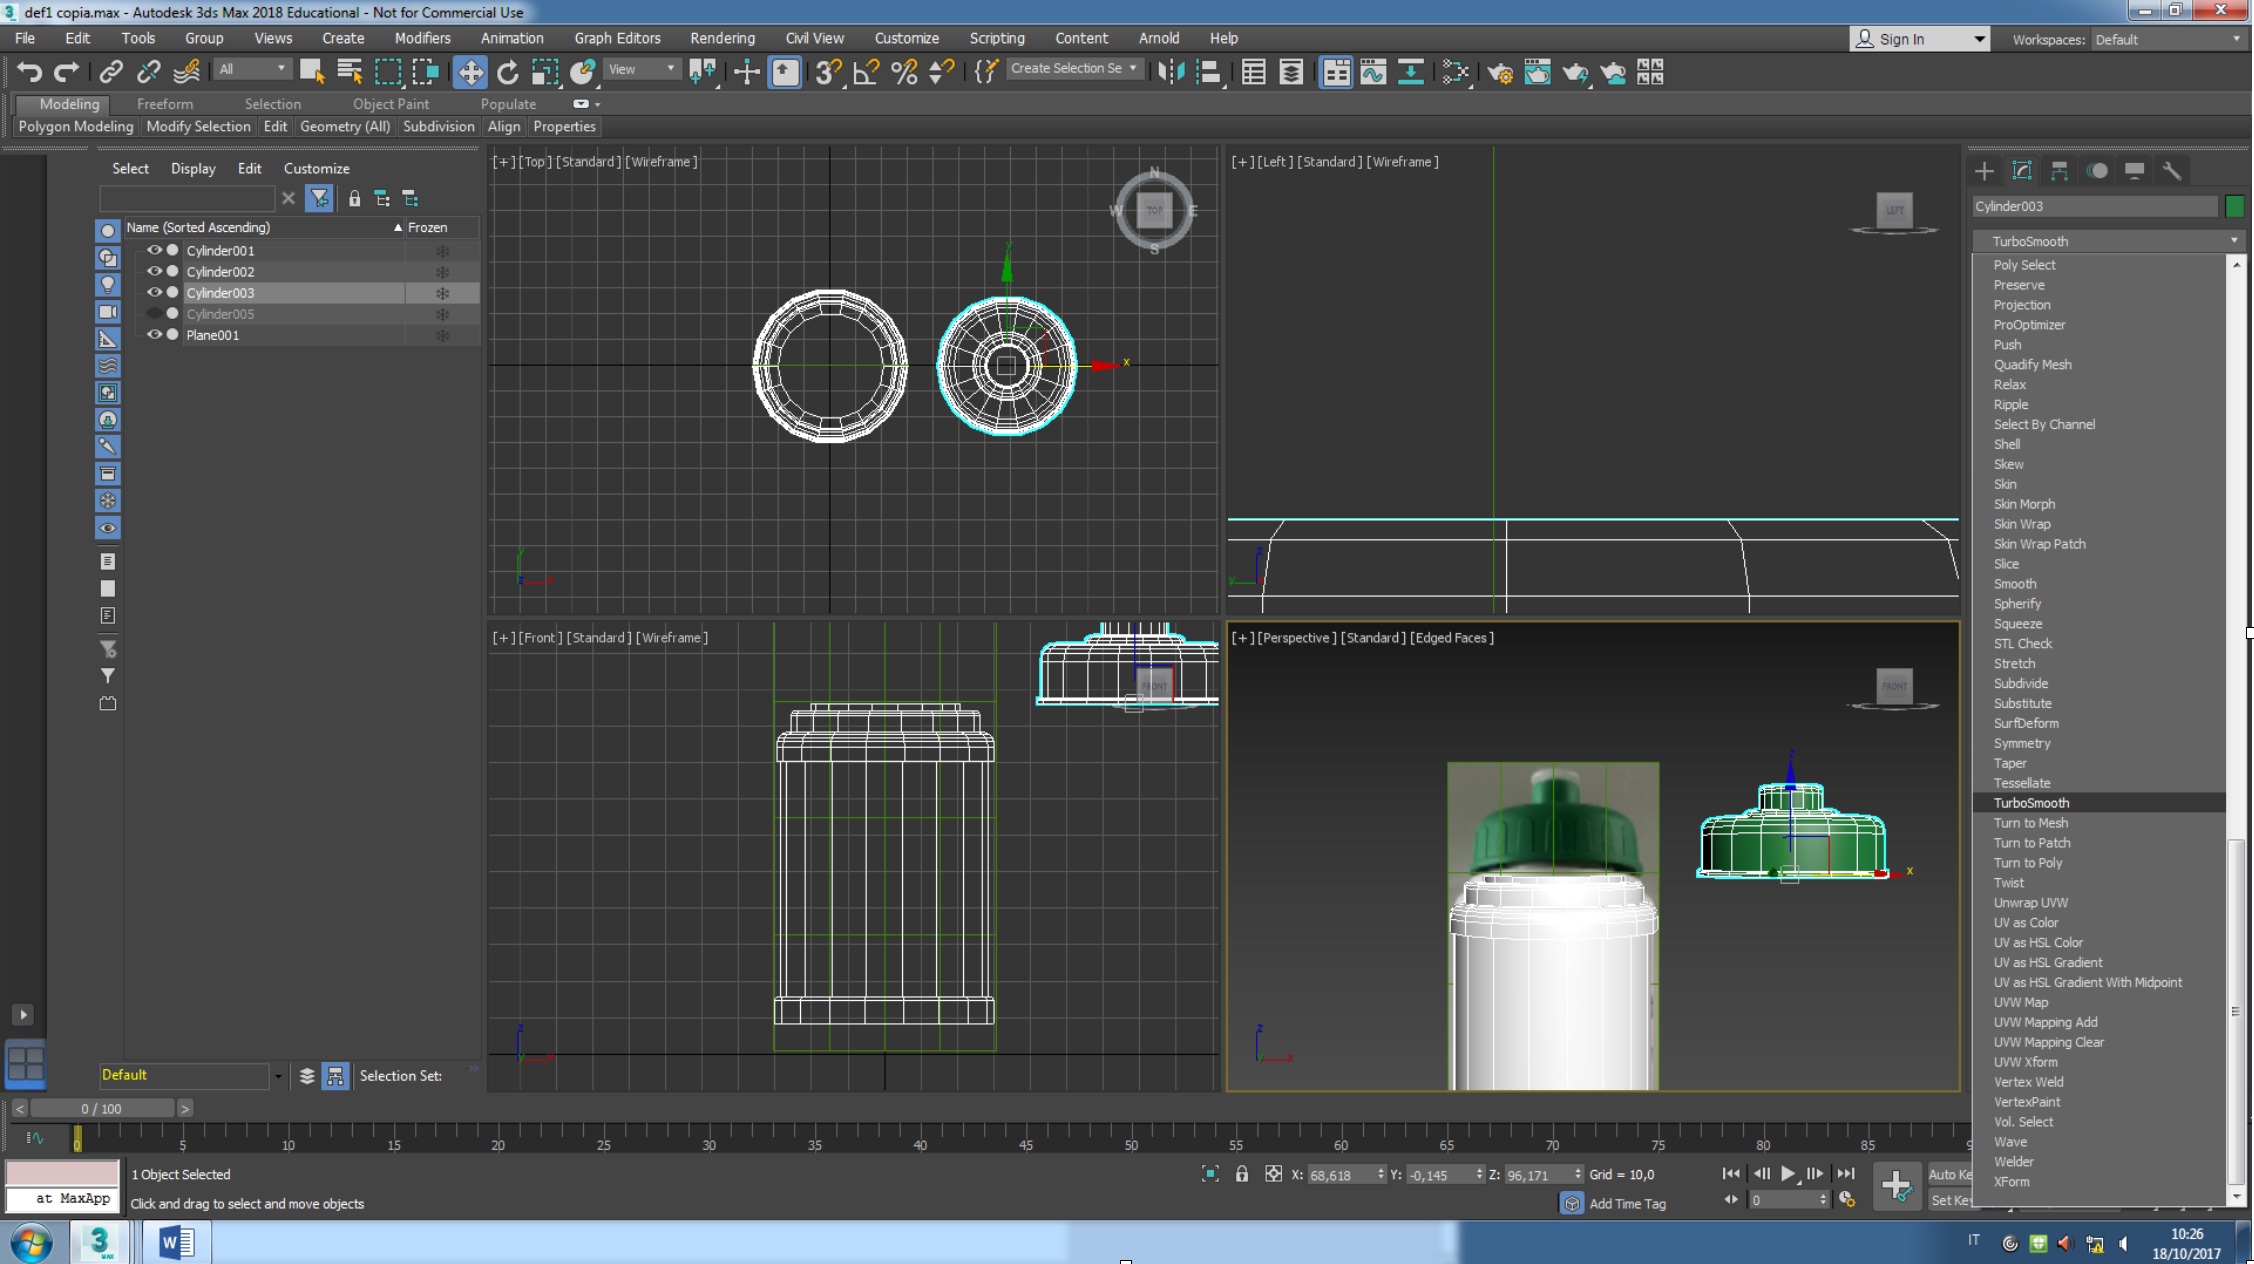 def1 copia.max - Autodesk 3ds Max 2018 Educational - Not for Commercial Use
File Edit Tools Group Views Create Modifiers Animation Graph Editors Rendering Civil View Customize Scripting Content Arnold Help Sign In Workspaces: Default
All View Create Selection Se
Modeling Freeform Selection Object Paint Populate
Polygon Modeling Modify Selection Edit Geometry (All) Subdivision Align Properties
Select Display Edit Customize
Name (Sorted Ascending) Frozen
Cylinder001
Cylinder002
Cylinder003
Cylinder005
Plane001
Default Selection Set:
[+] [Top] [Standard] [Wireframe]
N
W TOP E
S
y
x
y
z x
[+] [Left] [Standard] [Wireframe]
LEFT
z
y
[+] [Front] [Standard] [Wireframe]
FRONT
z
y x
[+] [Perspective] [Standard] [Edged Faces]
FRONT
z
x
z
y x
Cylinder003
TurboSmooth
Poly Select
Preserve
Projection
ProOptimizer
Push
Quadify Mesh
Relax
Ripple
Select By Channel
Shell
Skew
Skin
Skin Morph
Skin Wrap
Skin Wrap Patch
Slice
Smooth
Spherify
Squeeze
STL Check
Stretch
Subdivide
Substitute
SurfDeform
Symmetry
Taper
Tessellate
TurboSmooth
Turn to Mesh
Turn to Patch
Turn to Poly
Twist
Unwrap UVW
UV as Color
UV as HSL Color
UV as HSL Gradient
UV as HSL Gradient With Midpoint
UVW Map
UVW Mapping Add
UVW Mapping Clear
UVW Xform
Vertex Weld
VertexPaint
Vol. Select
Wave
Welder
XForm
< 0 / 100 >
0 5 10 15 20 25 30 35 40 45 50 55 60 65 70 75 80 85
1 Object Selected X: 68,618 Y: -0,145 Z: 96,171 Grid = 10,0 Auto Ke
at MaxApp Click and drag to select and move objects Add Time Tag 0 Set Key
3 MAX W IT 10:26
18/10/2017